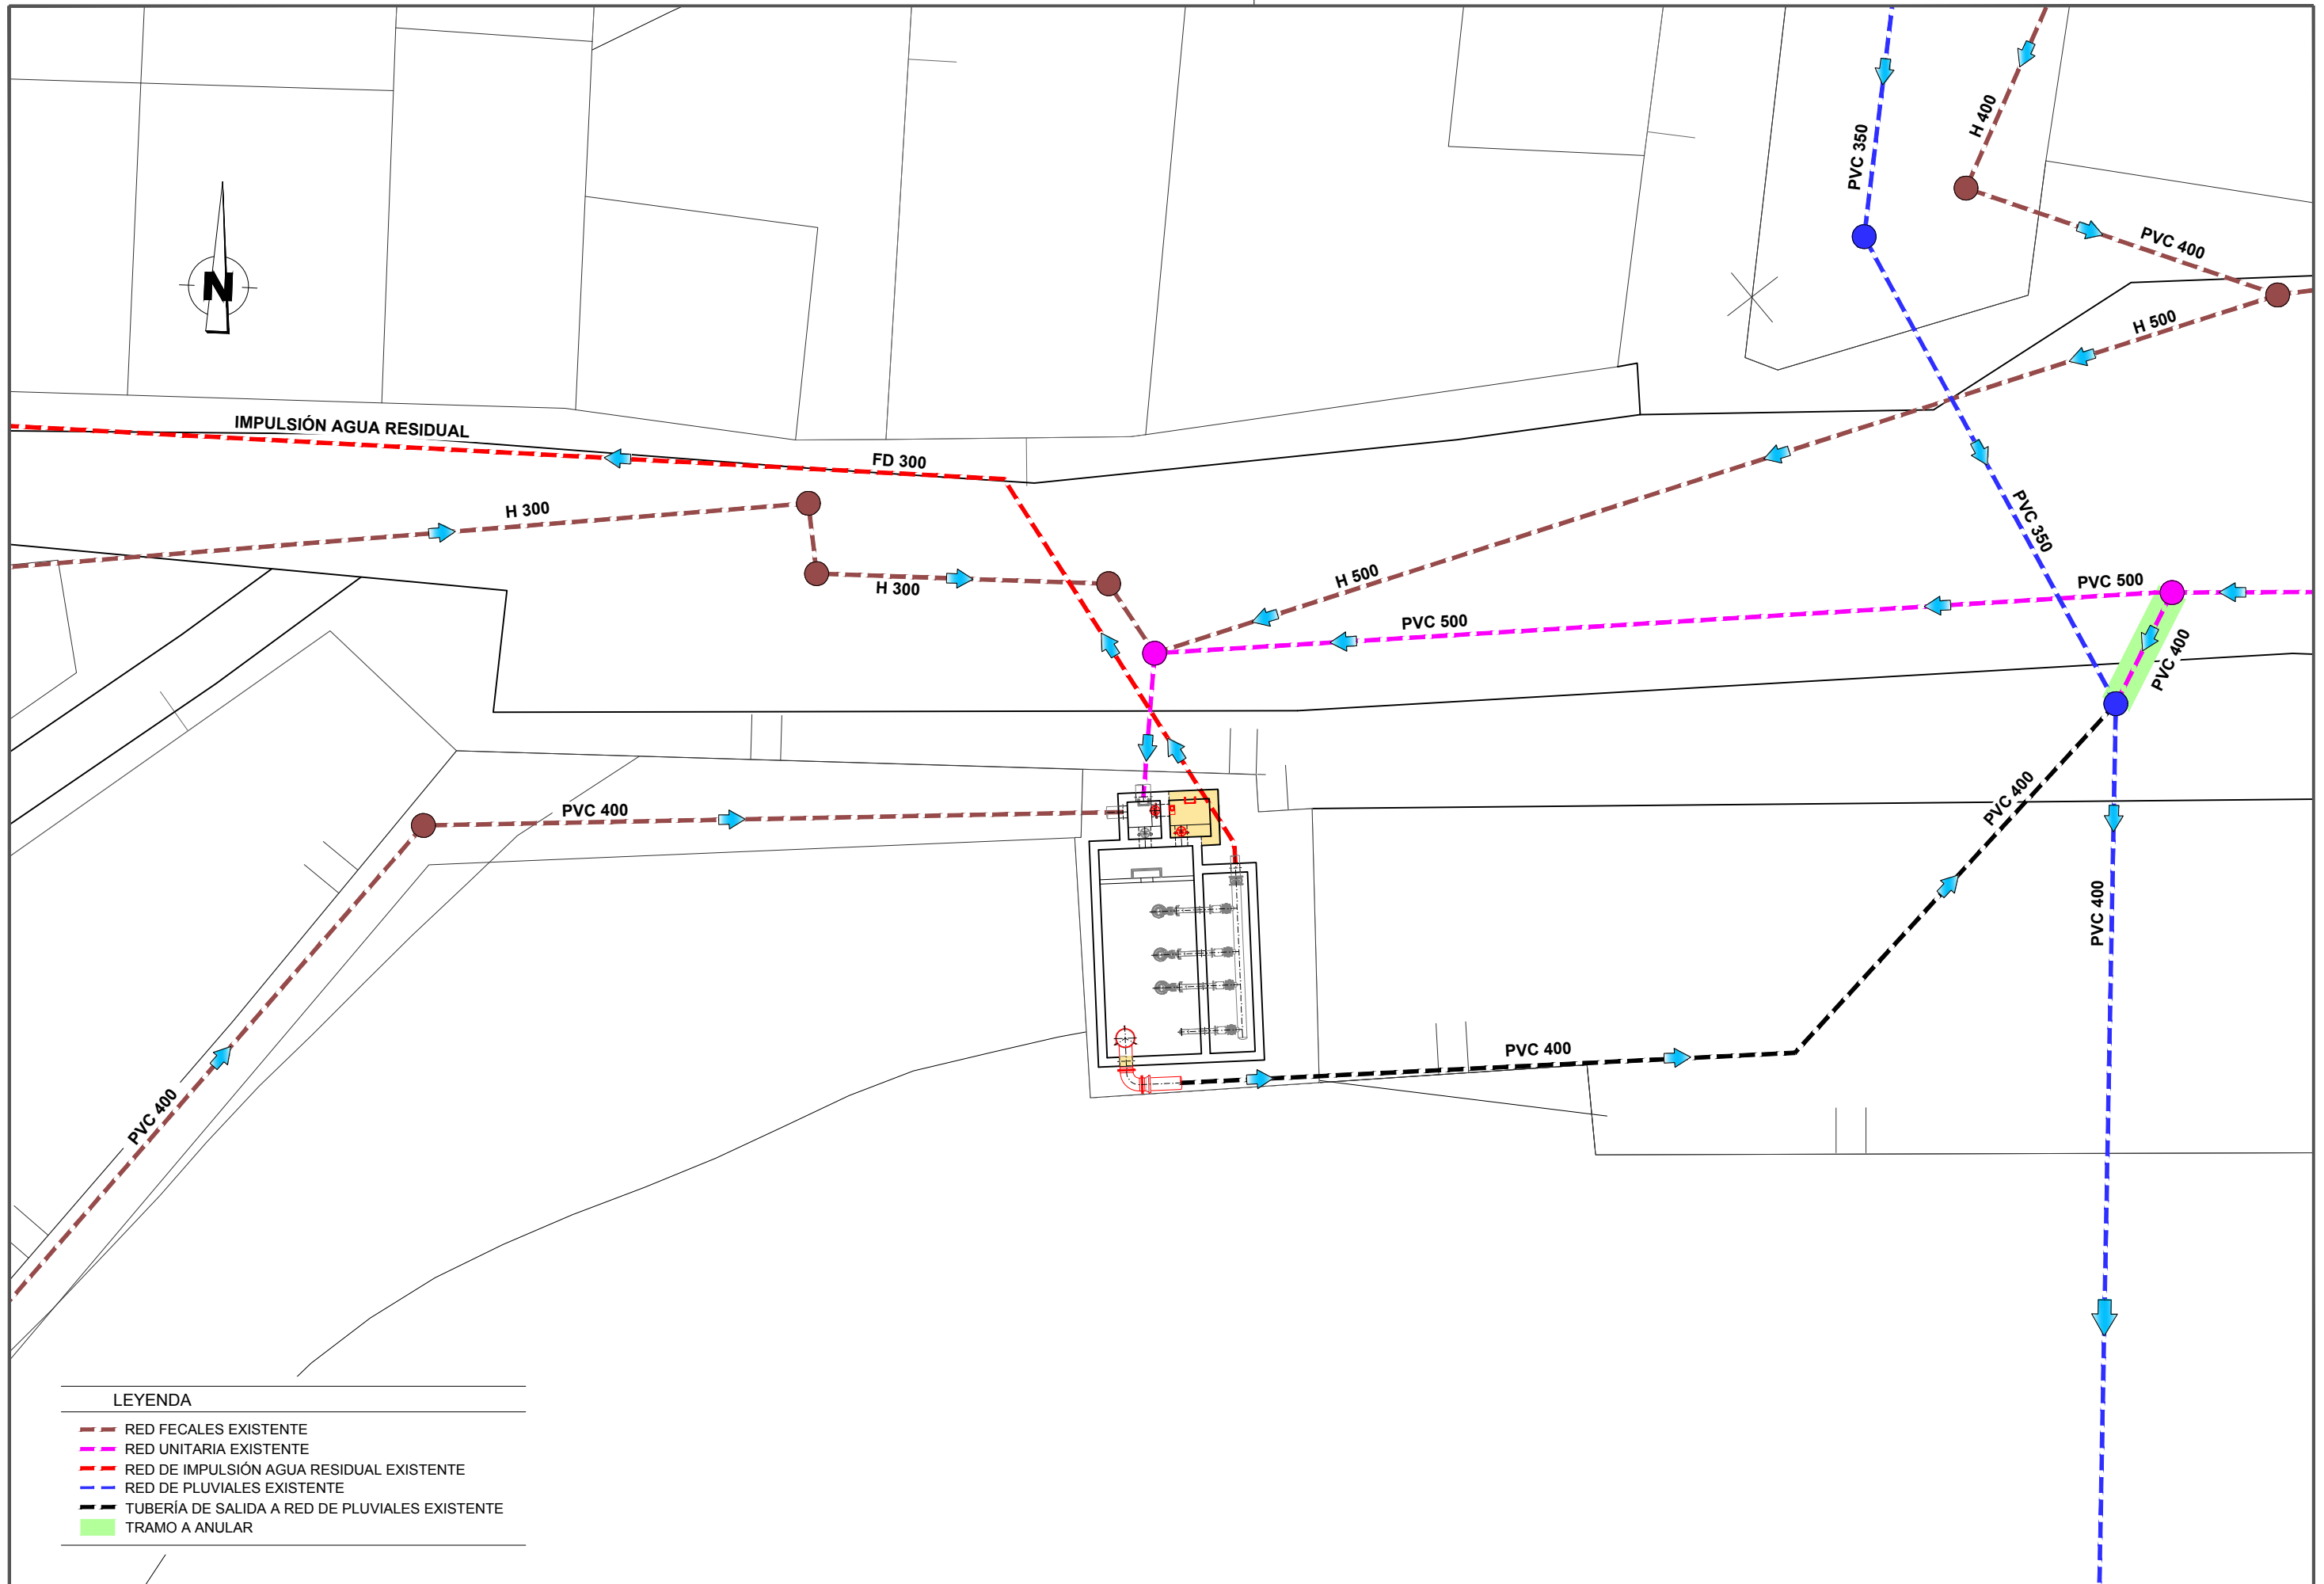 H 400
PVC 350
PVC 400
N
H 500
IMPULSIÓN AGUA RESIDUAL
FD 300
H 300
PVC 350
H 500
H 300
PVC 500
PVC 500
PVC 400
PVC 400
PVC 400
PVC 400
PVC 400
PVC 400
LEYENDA
RED FECALES EXISTENTE
RED UNITARIA EXISTENTE
RED DE IMPULSIÓN AGUA RESIDUAL EXISTENTE
RED DE PLUVIALES EXISTENTE
TUBERÍA DE SALIDA A RED DE PLUVIALES EXISTENTE
TRAMO A ANULAR